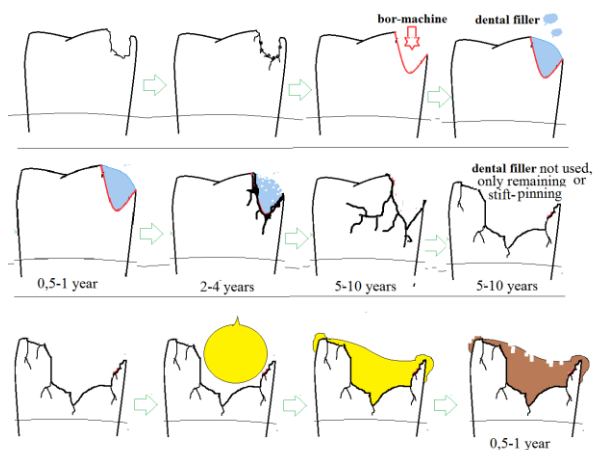 bor-machine
dental filler
dental filler not used,
only remaining or
stift-pinning
0,5-1 year
2-4 years
5-10 years
5-10 years
0,5-1 year